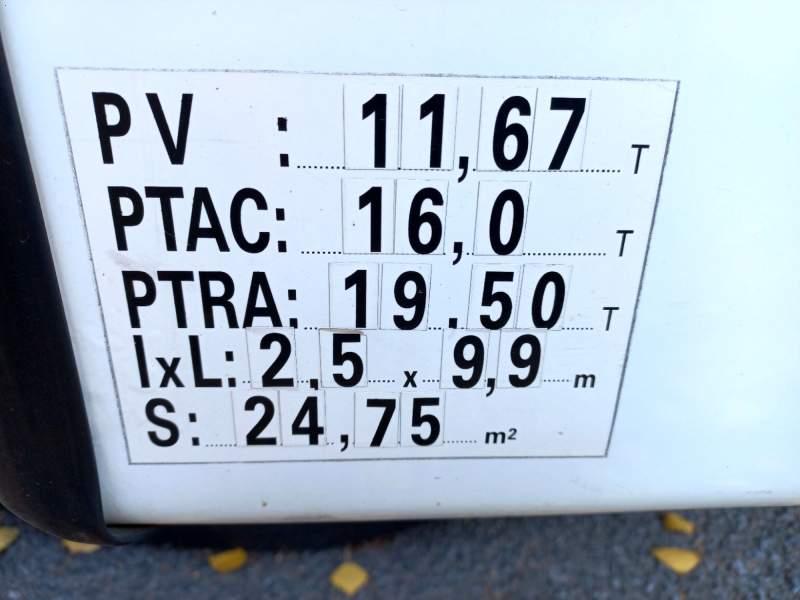 PV : 11,67 T
PTAC: 16,0 T
PTRA: 19.50 T
lxL: 2,5 x 9,9 m
S: 24,75 m²